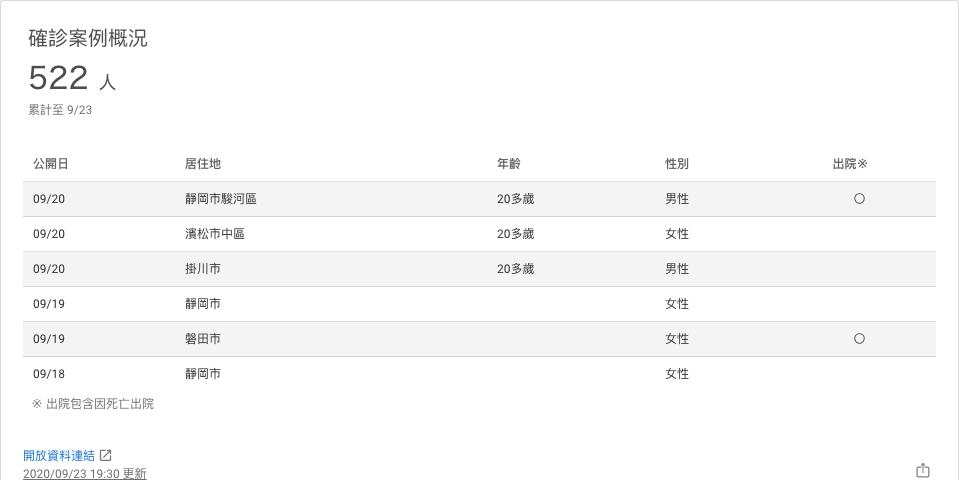 確診案例概況
522 人
累計至 9/23
公開日 居住地 年齡 性別 出院※
09/20 靜岡市駿河區 20多歲 男性 〇
09/20 濱松市中區 20多歲 女性
09/20 掛川市 20多歲 男性
09/19 靜岡市 女性
09/19 磐田市 女性 〇
09/18 靜岡市 女性
※ 出院包含因死亡出院
開放資料連結
2020/09/23 19:30 更新